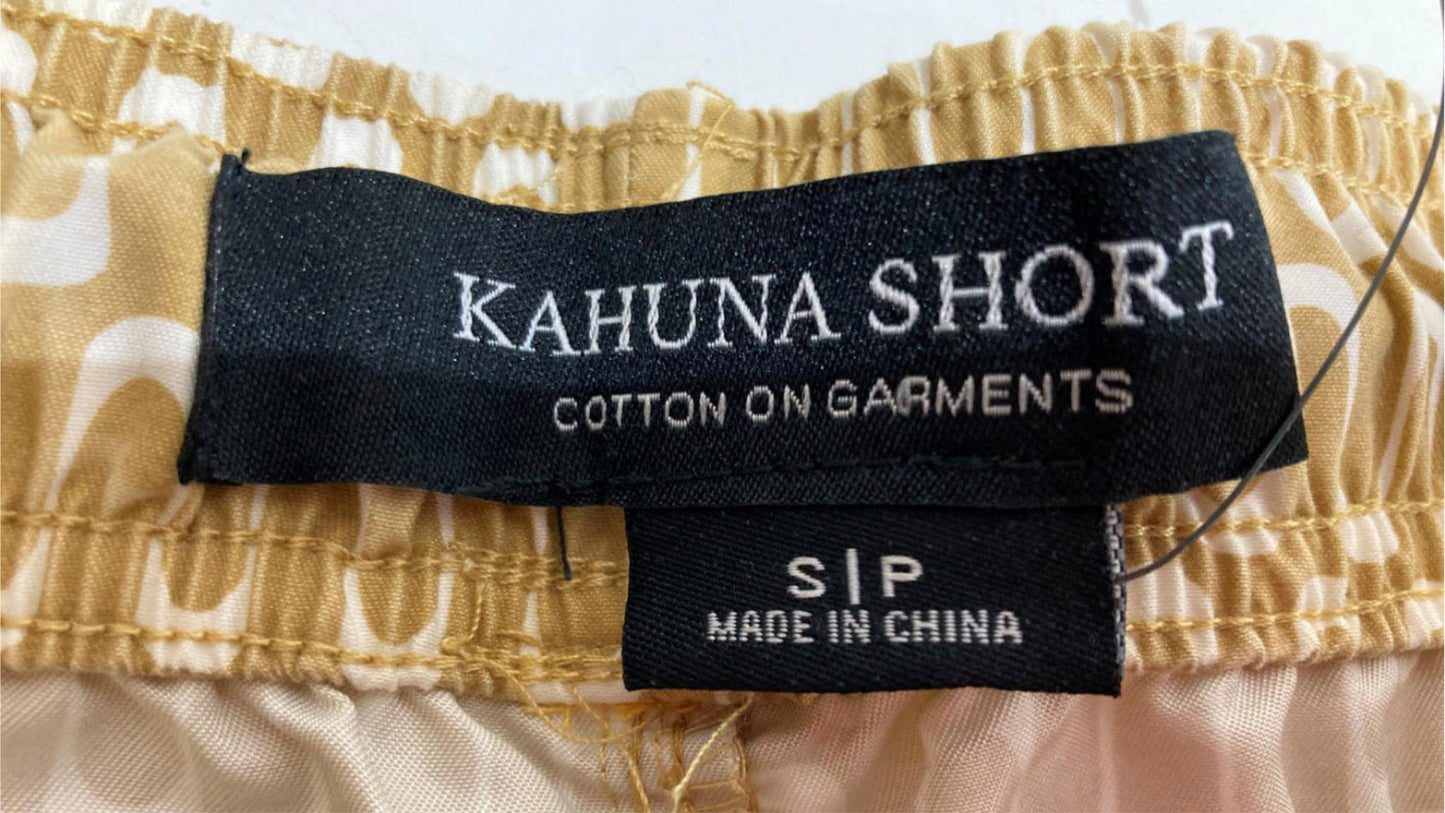 KAHUNA SHORT
COTTON ON GARMENTS
S|P
MADE IN CHINA